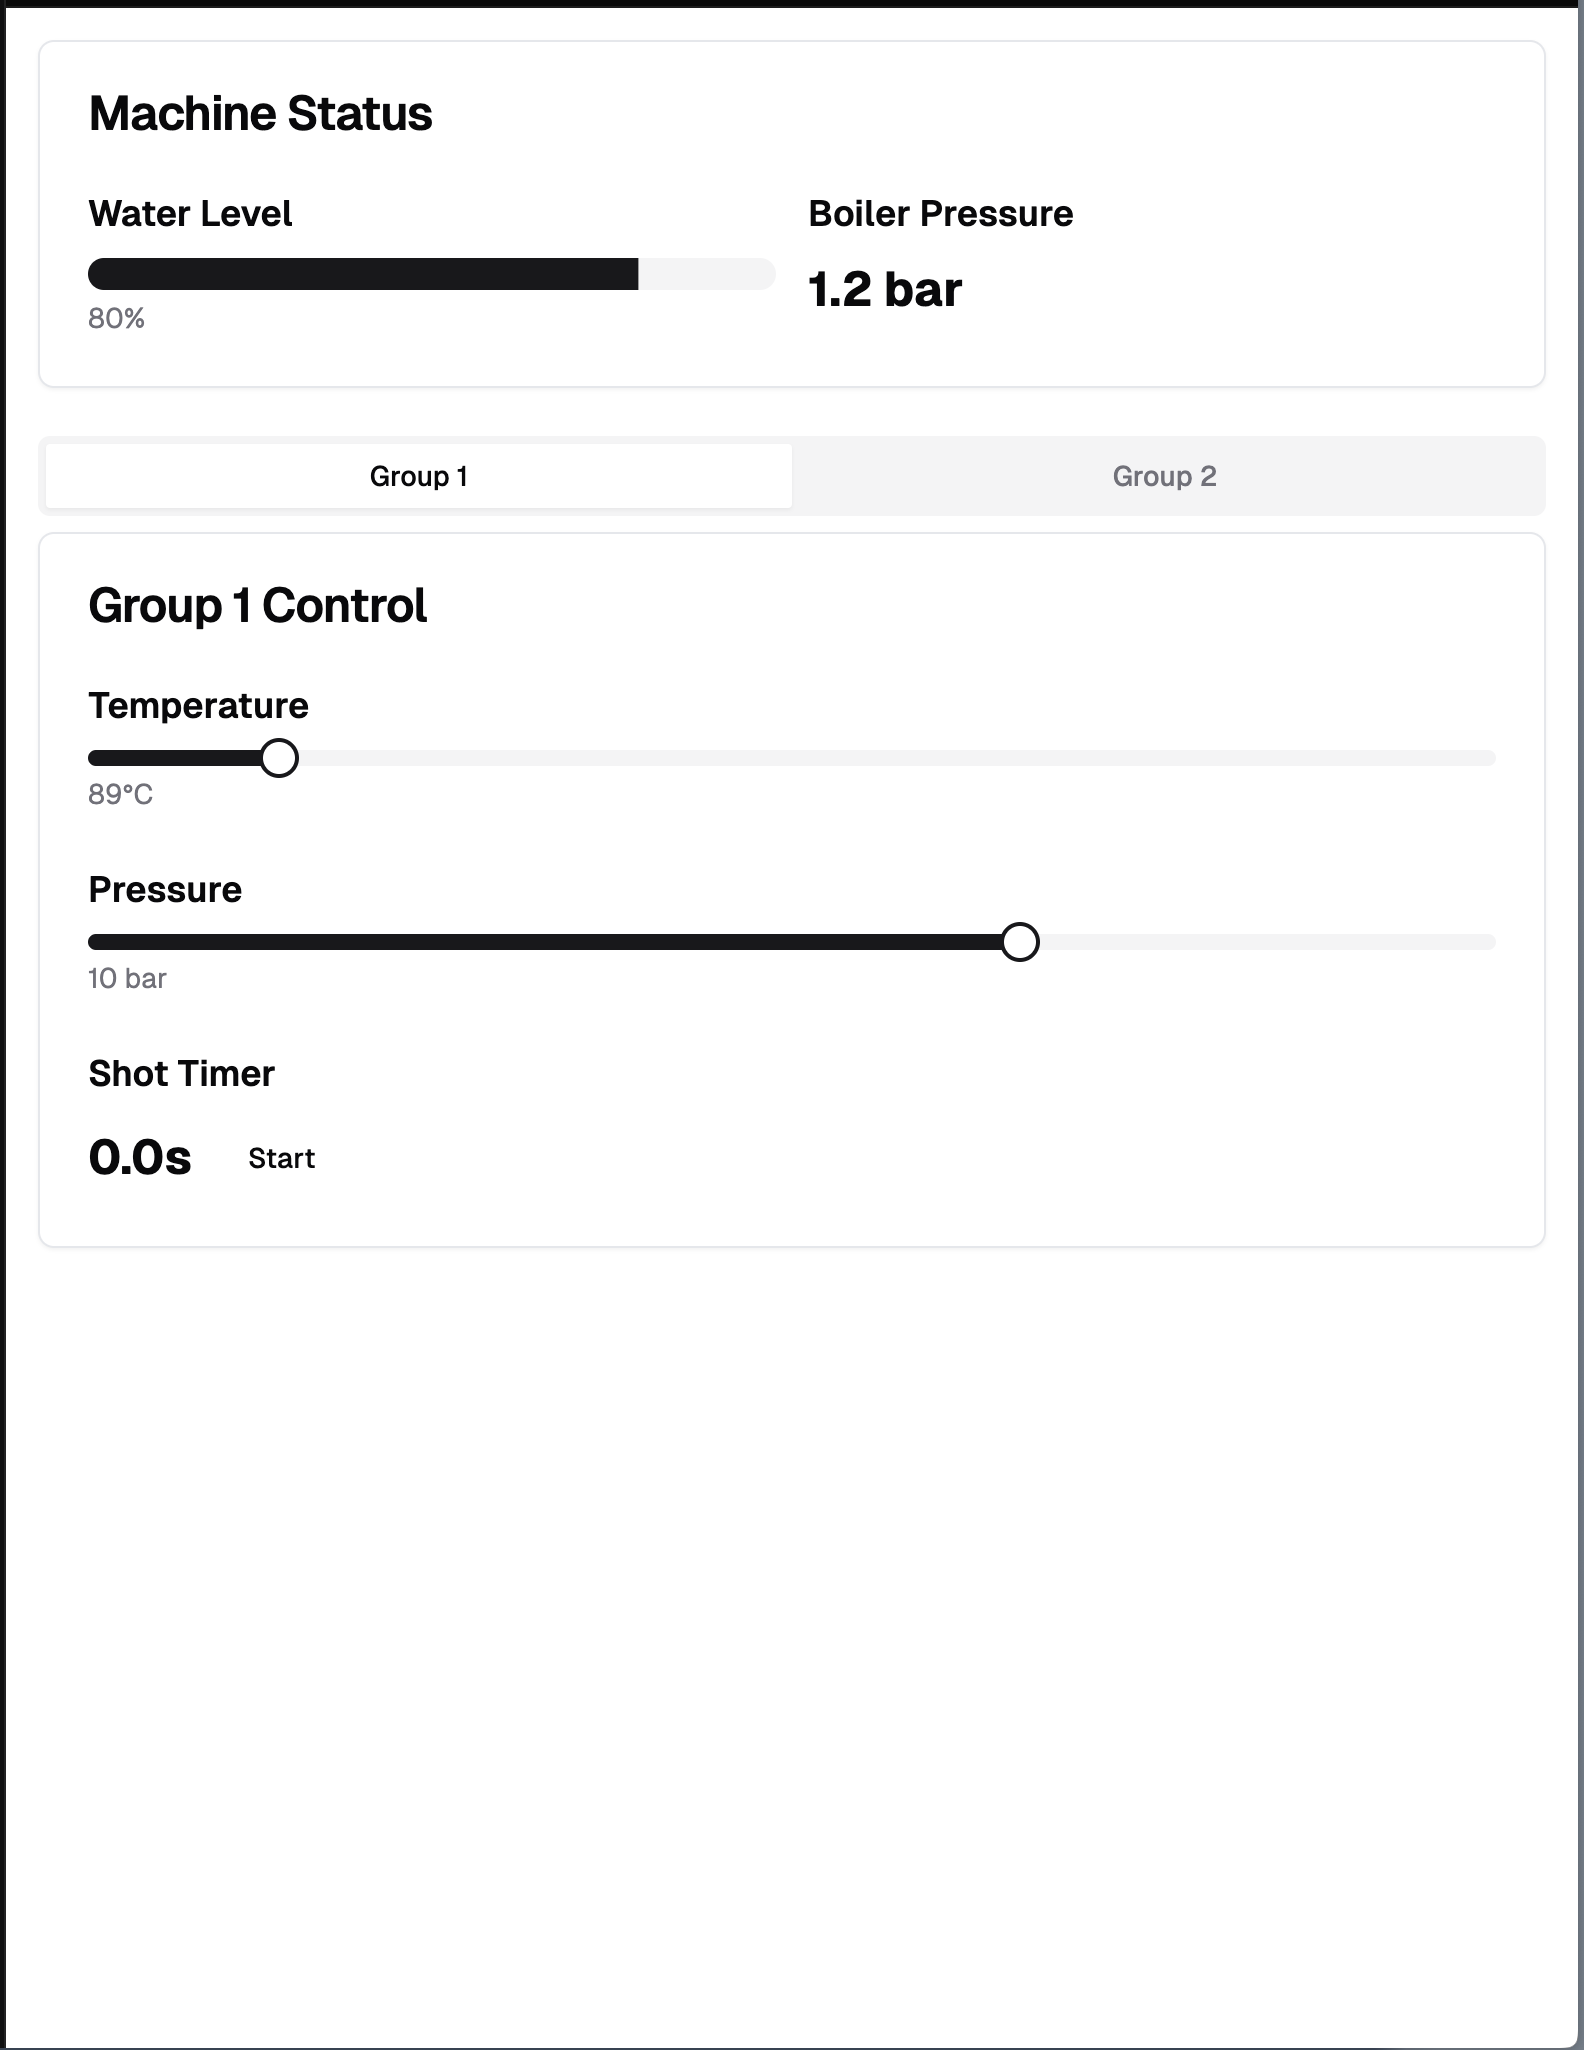 Machine Status
Water Level
80%
Boiler Pressure
1.2 bar
Group 1
Group 2
Group 1 Control
Temperature
89°C
Pressure
10 bar
Shot Timer
0.0s
Start